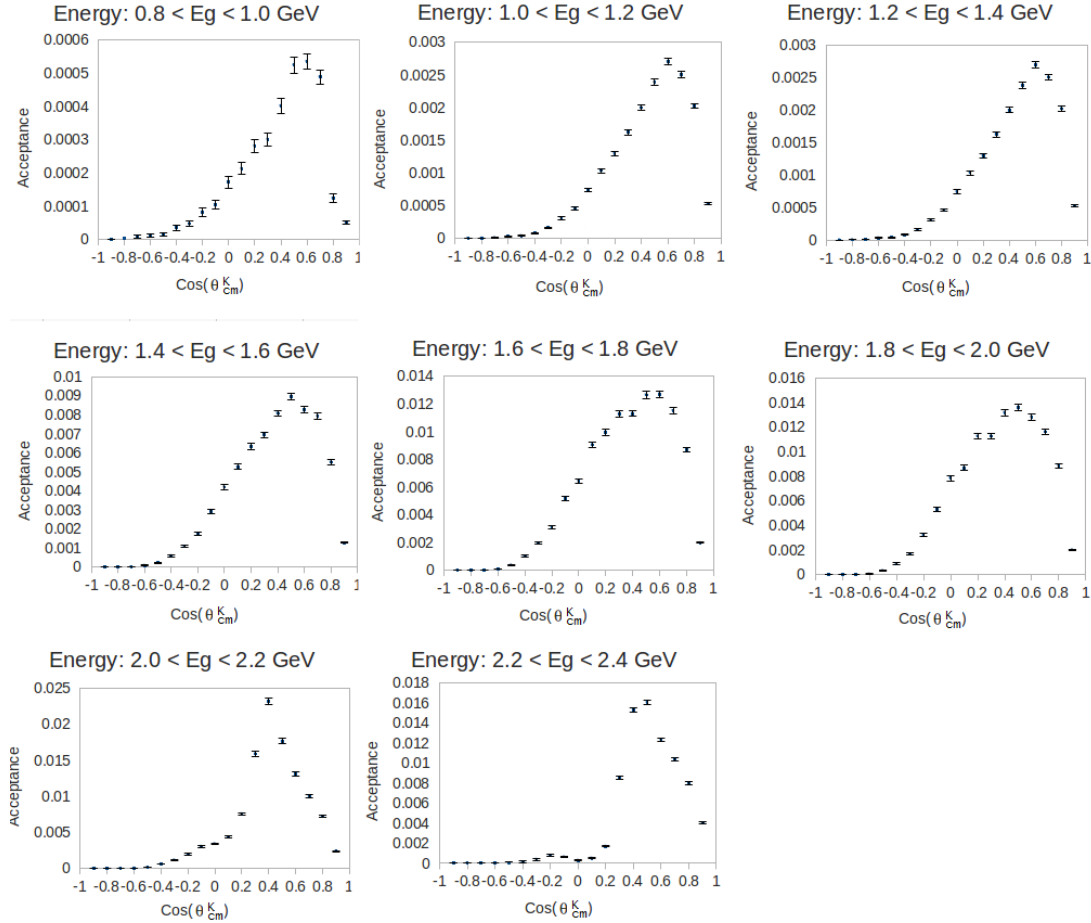 Energy: 0.8 < Eg < 1.0 GeV
0.0006
0.0005
0.0004
0.0003
0.0002
0.0001
0
Acceptance
-1 -0.8 -0.6 -0.4 -0.2 0 0.2 0.4 0.6 0.8 1
Cos(θ K cm)
Energy: 1.0 < Eg < 1.2 GeV
0.003
0.0025
0.002
0.0015
0.001
0.0005
0
Acceptance
-1 -0.8 -0.6 -0.4 -0.2 0 0.2 0.4 0.6 0.8 1
Cos(θ K cm)
Energy: 1.2 < Eg < 1.4 GeV
0.003
0.0025
0.002
0.0015
0.001
0.0005
0
Acceptance
-1 -0.8 -0.6 -0.4 -0.2 0 0.2 0.4 0.6 0.8 1
Cos(θ K cm)
Energy: 1.4 < Eg < 1.6 GeV
0.01
0.009
0.008
0.007
0.006
0.005
0.004
0.003
0.002
0.001
0
Acceptance
-1 -0.8 -0.6 -0.4 -0.2 0 0.2 0.4 0.6 0.8 1
Cos(θ K cm)
Energy: 1.6 < Eg < 1.8 GeV
0.014
0.012
0.01
0.008
0.006
0.004
0.002
0
Acceptance
-1 -0.8 -0.6 -0.4 -0.2 0 0.2 0.4 0.6 0.8 1
Cos(θ K cm)
Energy: 1.8 < Eg < 2.0 GeV
0.016
0.014
0.012
0.01
0.008
0.006
0.004
0.002
0
Acceptance
-1 -0.8 -0.6 -0.4 -0.2 0 0.2 0.4 0.6 0.8 1
Cos(θ K cm)
Energy: 2.0 < Eg < 2.2 GeV
0.025
0.02
0.015
0.01
0.005
0
Acceptance
-1 -0.8 -0.6 -0.4 -0.2 0 0.2 0.4 0.6 0.8 1
Cos(θ K cm)
Energy: 2.2 < Eg < 2.4 GeV
0.018
0.016
0.014
0.012
0.01
0.008
0.006
0.004
0.002
0
Acceptance
-1 -0.8 -0.6 -0.4 -0.2 0 0.2 0.4 0.6 0.8 1
Cos(θ K cm)